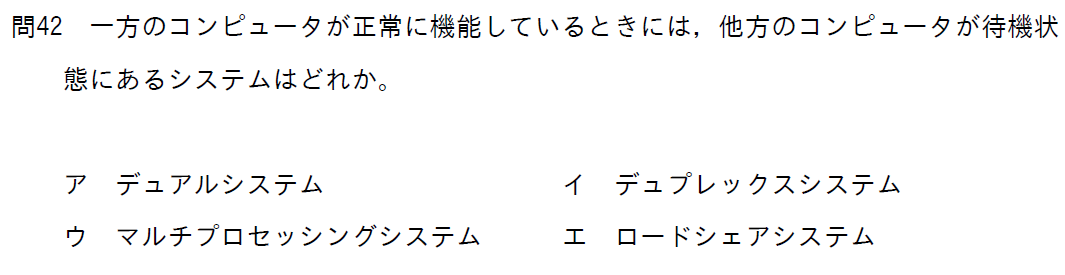 問42　一方のコンピュータが正常に機能しているときには，他方のコンピュータが待機状
態にあるシステムはどれか。
ア　デュアルシステム　イ　デュプレックスシステム
ウ　マルチプロセッシングシステム　エ　ロードシェアシステム